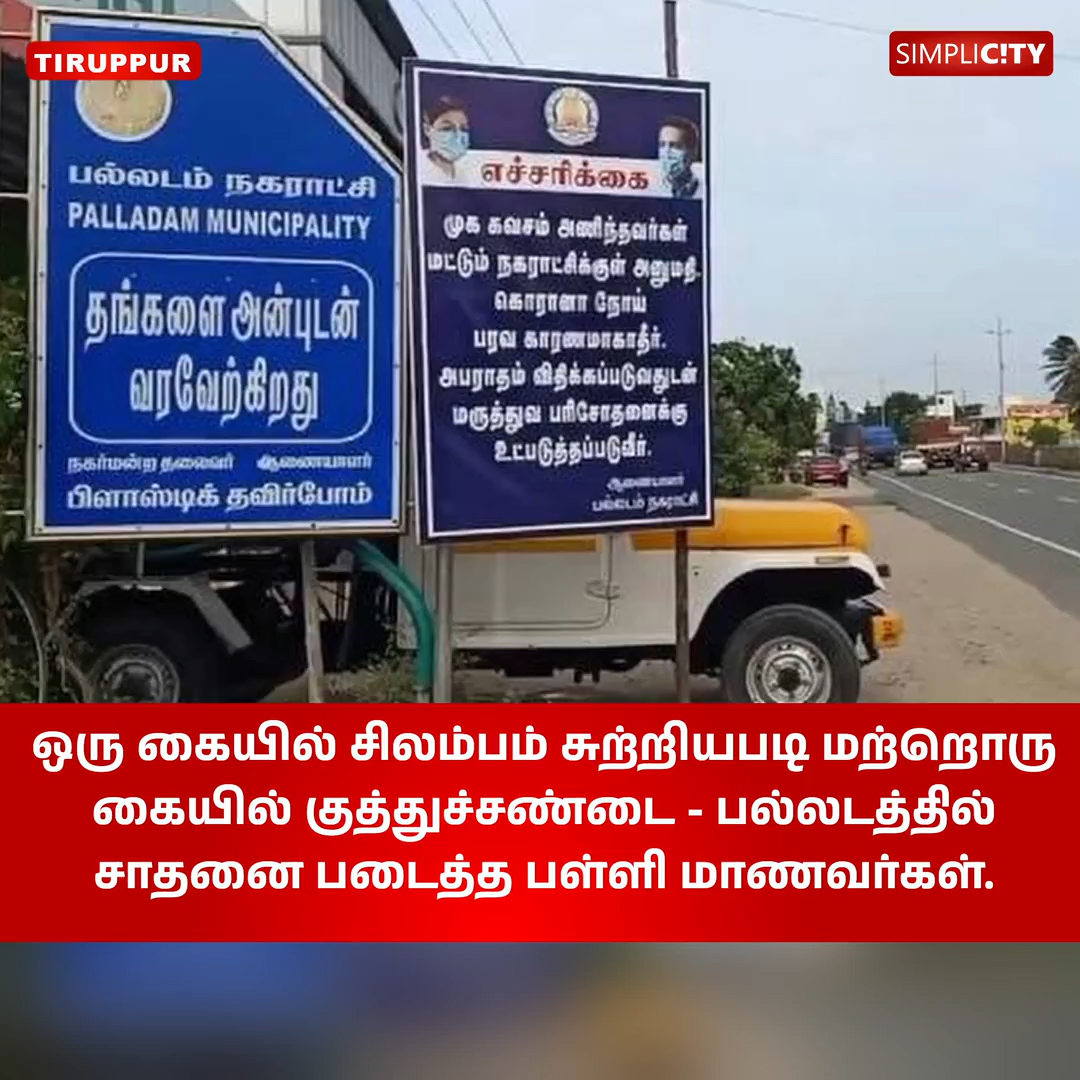 TIRUPPUR
SIMPLICITY
பல்லடம் நகராட்சி
PALLADAM MUNICIPALITY
தங்களை அன்புடன்
வரவேற்கிறது
நகர்மன்ற தலைவர் ஆணையாளர்
பிளாஸ்டிக் தவிர்போம்
எச்சரிக்கை
முக கவசம் அணிந்தவர்கள்
மட்டும் நகராட்சிக்குள் அனுமதி.
கொரானா நோய்
பரவ காரணமாகாதீர்.
அபராதம் விதிக்கப்படுவதுடன்
மருத்துவ பரிசோதனைக்கு
உட்படுத்தப்படுவீர்.
ஆணையாளர்
பல்லடம் நகராட்சி
ஒரு கையில் சிலம்பம் சுற்றியபடி மற்றொரு
கையில் குத்துச்சண்டை - பல்லடத்தில்
சாதனை படைத்த பள்ளி மாணவர்கள்.